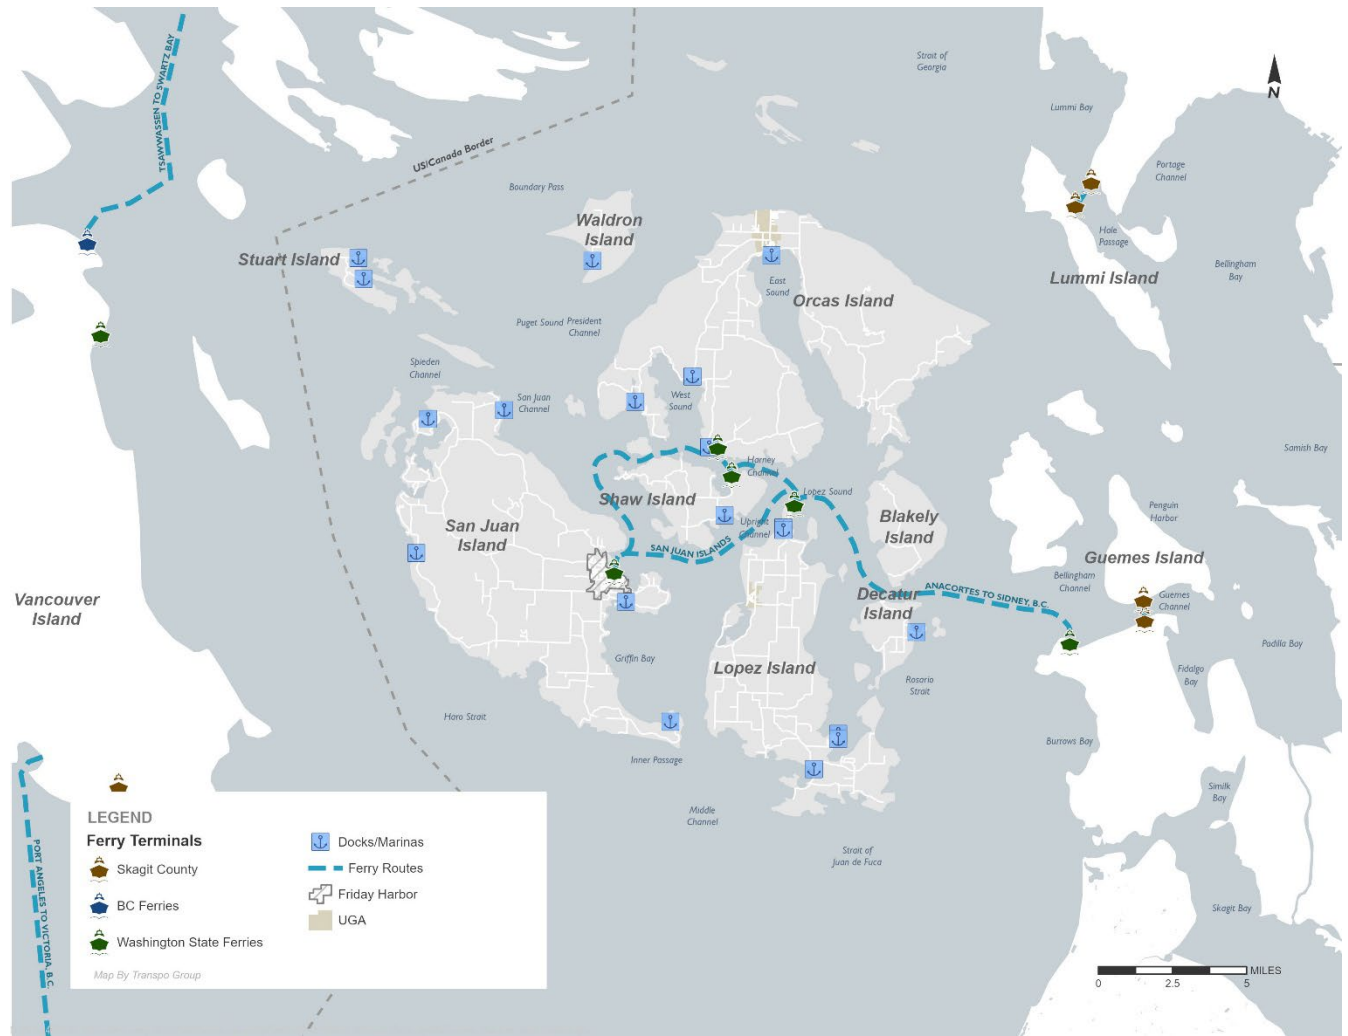 TSAWWASSEN TO SWARTZ BAY
Strait of
Georgia
N
Lummi Bay
US|Canada Border
Portage
Channel
Boundary Pass
Waldron
Island
Hale
Passage
Stuart Island
East
Sound
Lummi Island
Bellingham
Bay
Orcas Island
Puget Sound
President
Channel
Spieden
Channel
San Juan
Channel
West
Sound
Samish Bay
Harney
Channel
Shaw Island
Lopez Sound
San Juan
Island
Upright
Channel
Blakely
Island
Penguin
Harbor
SAN JUAN ISLANDS
Guemes Island
Bellingham
Channel
Guemes
Channel
ANACORTES TO SIDNEY, B.C.
Decatur
Island
Vancouver
Island
Griffin Bay
Lopez Island
Rosario
Strait
Fidalgo
Bay
Padilla Bay
Haro Strait
Burrows Bay
Inner Passage
Similk
Bay
Middle
Channel
Strait of
Juan de Fuca
Skagit Bay
PORT ANGELES TO VICTORIA, B.C.
LEGEND
Ferry Terminals
Skagit County
BC Ferries
Washington State Ferries
Docks/Marinas
Ferry Routes
Friday Harbor
UGA
Map By Transpo Group
MILES
0
2.5
5